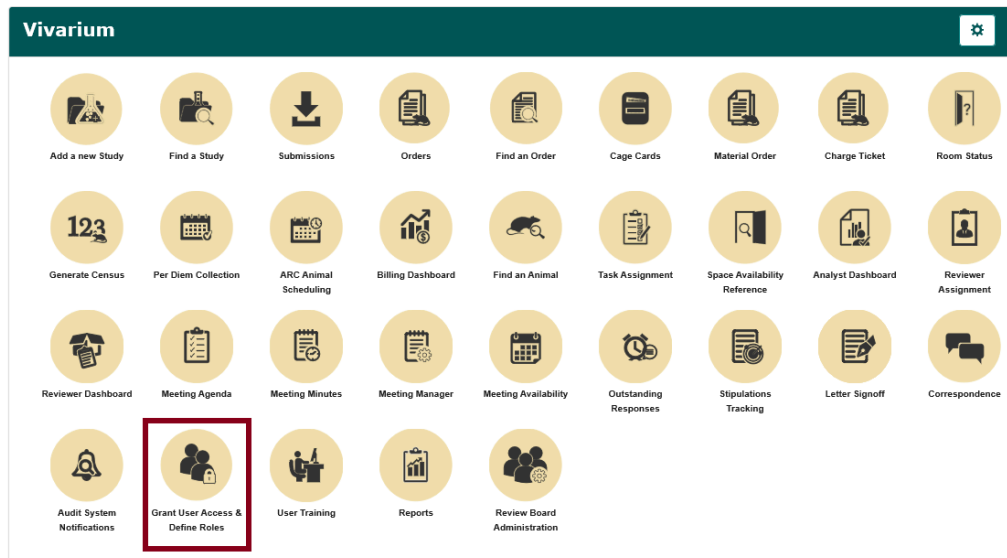 Vivarium
Add a new Study
Find a Study
Submissions
Orders
Find an Order
Cage Cards
Material Order
Charge Ticket
?
Room Status
123
Generate Census
Per Diem Collection
ARC Animal
Scheduling
$
Billing Dashboard
Find an Animal
Task Assignment
Space Availability
Reference
Analyst Dashboard
Reviewer
Assignment
Reviewer Dashboard
Meeting Agenda
Meeting Minutes
Meeting Manager
Meeting Availability
Outstanding
Responses
Stipulations
Tracking
Letter Signoff
Correspondence
Audit System
Notifications
Grant User Access &
Define Roles
User Training
Reports
Review Board
Administration